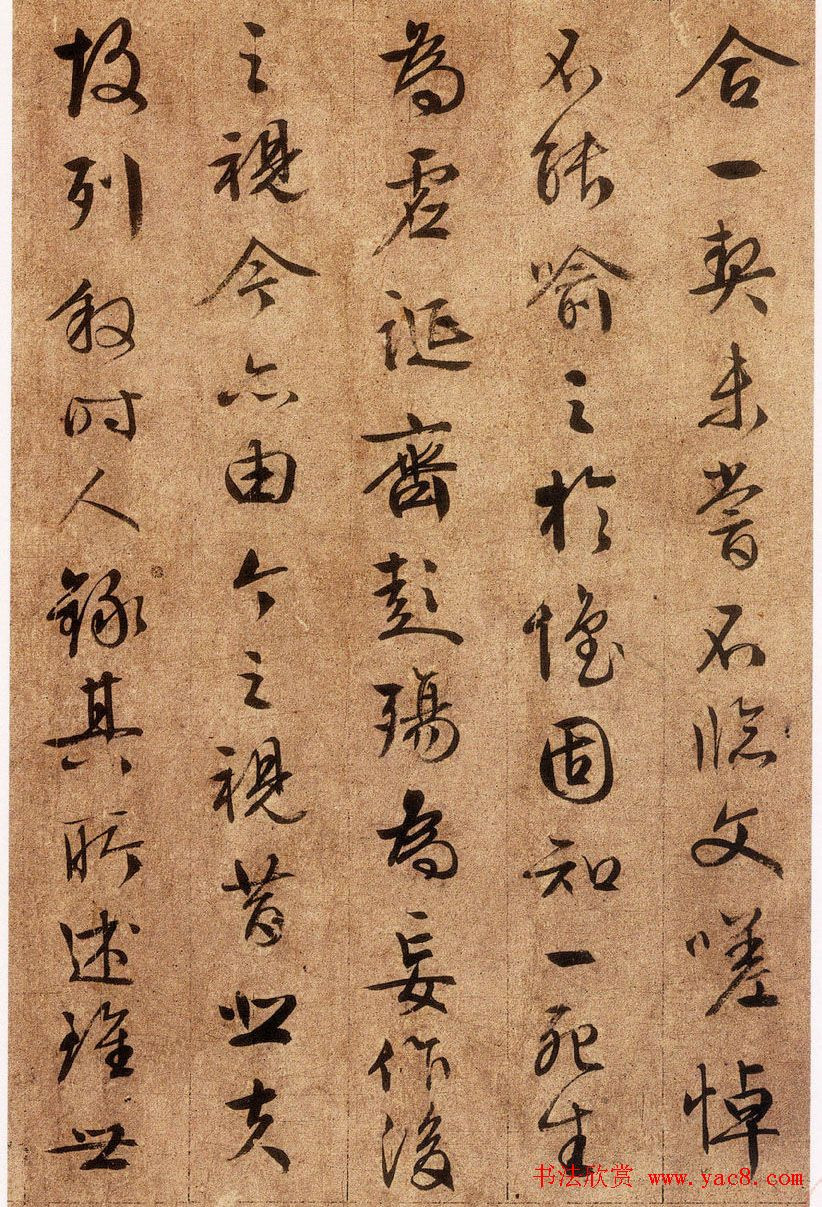 合一契未嘗不臨文嗟悼
不能喻之於懷固知一死生
為虛誕齊彭殤為妄作後
之視今亦由今之視昔悲夫
故列敘時人錄其所述雖世
书法欣赏 www.yac8.com